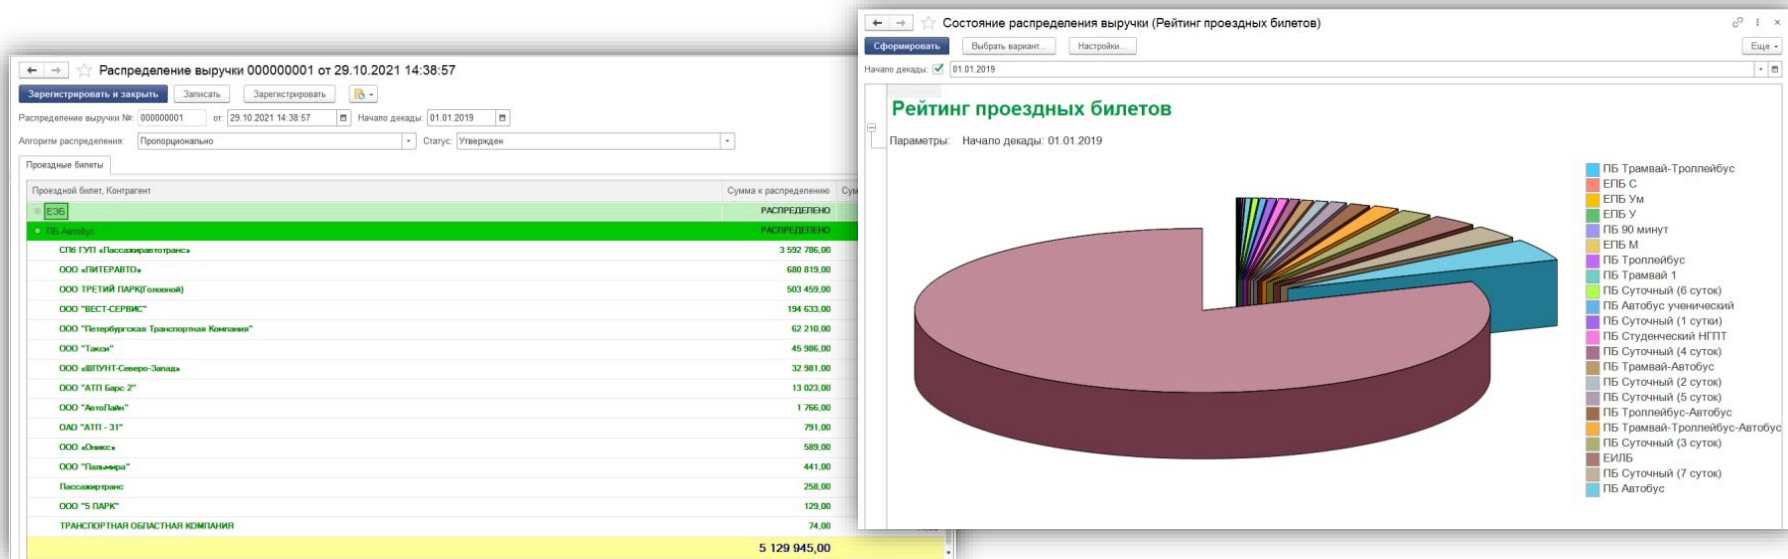 Распределение выручки 000000001 от 29.10.2021 14:38:57
Зарегистрировать и закрыть Записать Зарегистрировать
Распределение выручки №: 000000001 от: 29.10.2021 14:38:57 Начало декады: 01.01.2019
Алгоритм распределения: Пропорционально Статус: Утвержден
Проездные билеты
Проездной билет, Контрагент Сумма к распределению Сум
ЕЭБ РАСПРЕДЕЛЕНО
ПБ Автобус РАСПРЕДЕЛЕНО
СПб ГУП «Пассажиравтотранс» 3 592 786,00
ООО «ПИТЕРАВТО» 680 819,00
ООО ТРЕТИЙ ПАРК(Головной) 503 459,00
ООО "ВЕСТ-СЕРВИС" 194 633,00
ООО "Петербургская Транспортная Компания" 62 210,00
ООО "Такси" 45 986,00
ООО «ШПУНТ-Северо-Запад» 32 981,00
ООО "АТП Барс 2" 13 023,00
ООО "АвтоЛайн" 1 766,00
ОАО "АТП - 31" 791,00
ООО «Оникс» 589,00
ООО "Пальмира" 441,00
Пассажиртранс 258,00
ООО "5 ПАРК" 129,00
ТРАНСПОРТНАЯ ОБЛАСТНАЯ КОМПАНИЯ 74,00
5 129 945,00
Состояние распределения выручки (Рейтинг проездных билетов)
Сформировать Выбрать вариант... Настройки... Еще
Начало декады: 01.01.2019
Рейтинг проездных билетов
Параметры: Начало декады: 01.01.2019
ПБ Трамвай-Троллейбус
ЕПБ С
ЕПБ Ум
ЕПБ У
ПБ 90 минут
ЕПБ М
ПБ Троллейбус
ПБ Трамвай 1
ПБ Суточный (6 суток)
ПБ Автобус ученический
ПБ Суточный (1 сутки)
ПБ Студенческий НГПТ
ПБ Суточный (4 суток)
ПБ Трамвай-Автобус
ПБ Суточный (2 суток)
ПБ Суточный (5 суток)
ПБ Троллейбус-Автобус
ПБ Трамвай-Троллейбус-Автобус
ПБ Суточный (3 суток)
ЕИЛБ
ПБ Суточный (7 суток)
ПБ Автобус